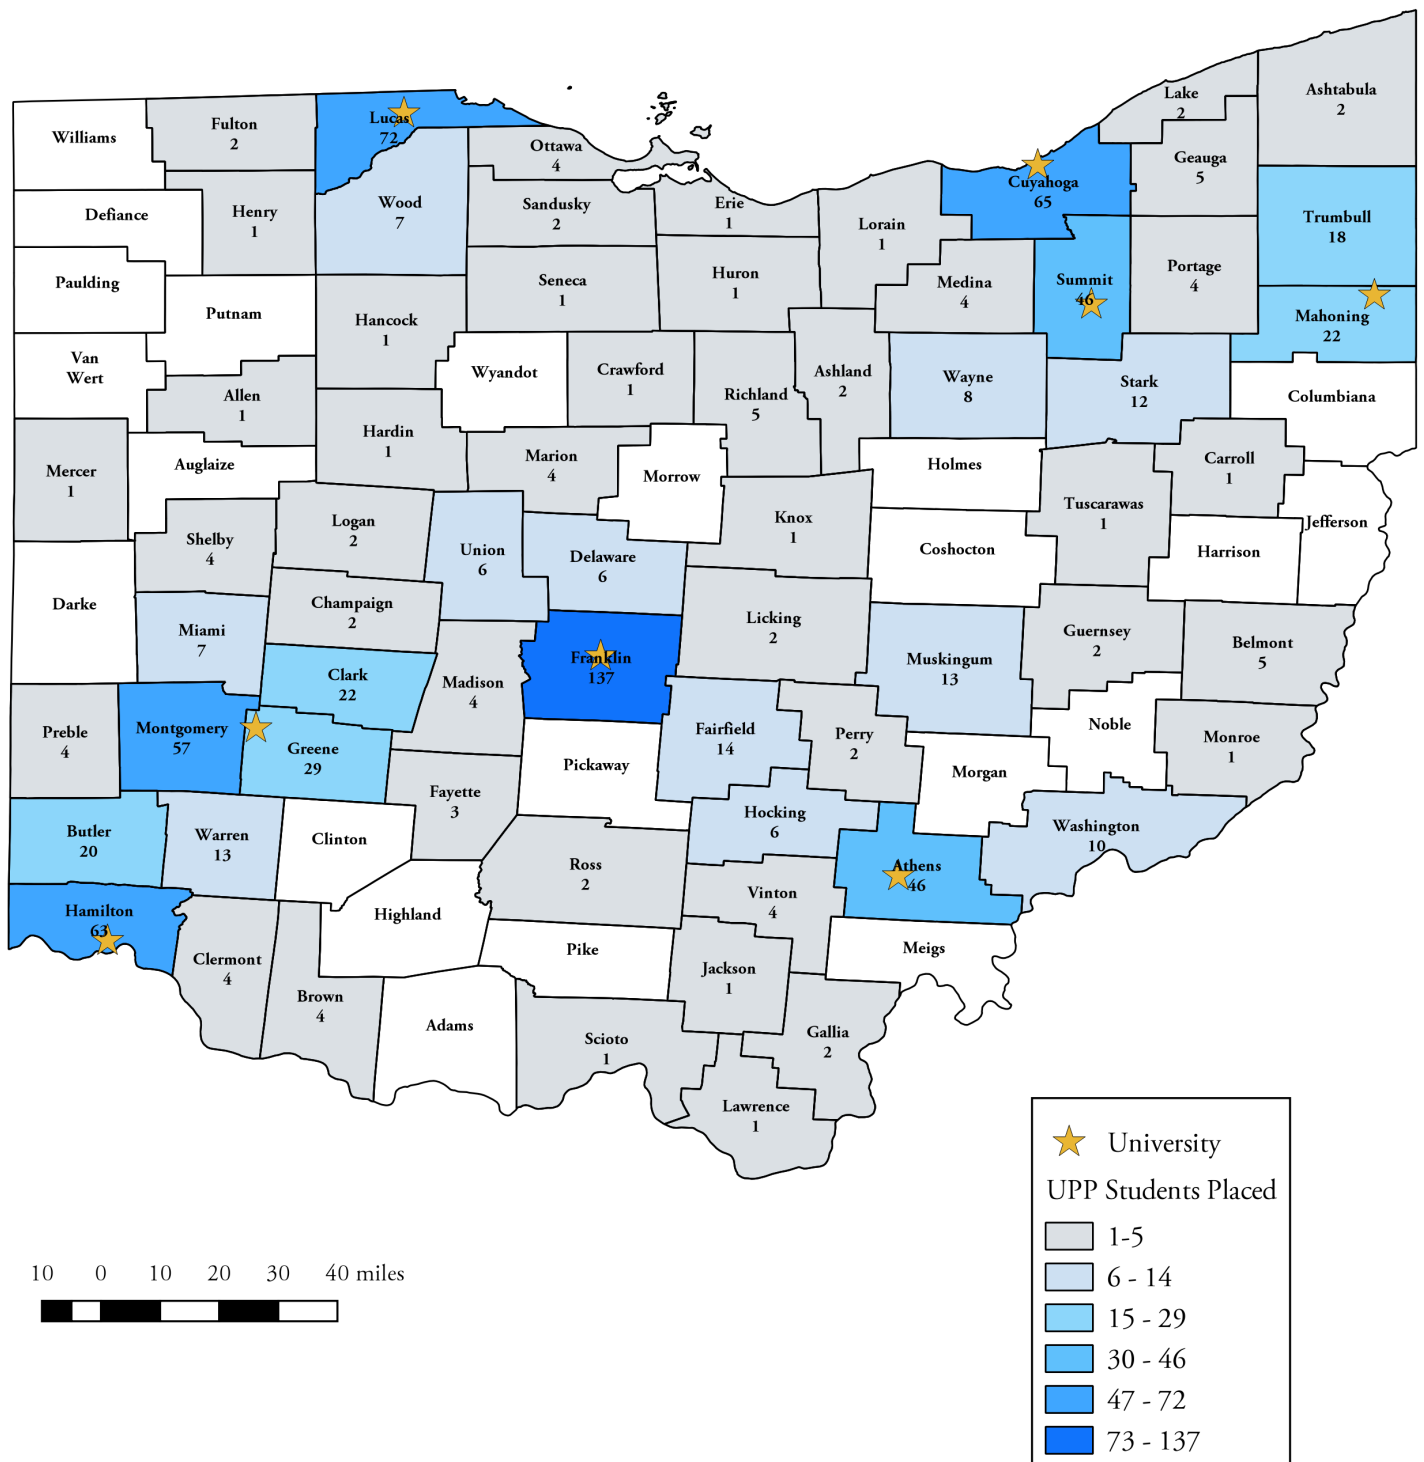 Williams
Fulton
2
Lucas
72
Ottawa
4
Lake
2
Ashtabula
2
Geauga
5
Cuyahoga
65
Defiance
Henry
1
Wood
7
Sandusky
2
Erie
1
Lorain
1
Trumbull
18
Paulding
Putnam
Hancock
1
Seneca
1
Huron
1
Medina
4
Summit
46
Portage
4
Mahoning
22
Van
Wert
Allen
1
Wyandot
Crawford
1
Richland
5
Ashland
2
Wayne
8
Stark
12
Columbiana
Mercer
1
Auglaize
Hardin
1
Marion
4
Morrow
Holmes
Carroll
1
Shelby
4
Logan
2
Union
6
Delaware
6
Knox
1
Coshocton
Tuscarawas
1
Harrison
Jefferson
Darke
Miami
7
Champaign
2
Licking
2
Muskingum
13
Guernsey
2
Belmont
5
Clark
22
Madison
4
Franklin
137
Preble
4
Montgomery
57
Greene
29
Fairfield
14
Perry
2
Noble
Monroe
1
Pickaway
Morgan
Fayette
3
Butler
20
Warren
13
Clinton
Hocking
6
Washington
10
Ross
2
Athens
46
Vinton
4
Hamilton
63
Highland
Clermont
4
Pike
Jackson
1
Meigs
Brown
4
Adams
Scioto
1
Gallia
2
Lawrence
1
University
UPP Students Placed
1-5
6 - 14
15 - 29
30 - 46
47 - 72
73 - 137
10 0 10 20 30 40 miles